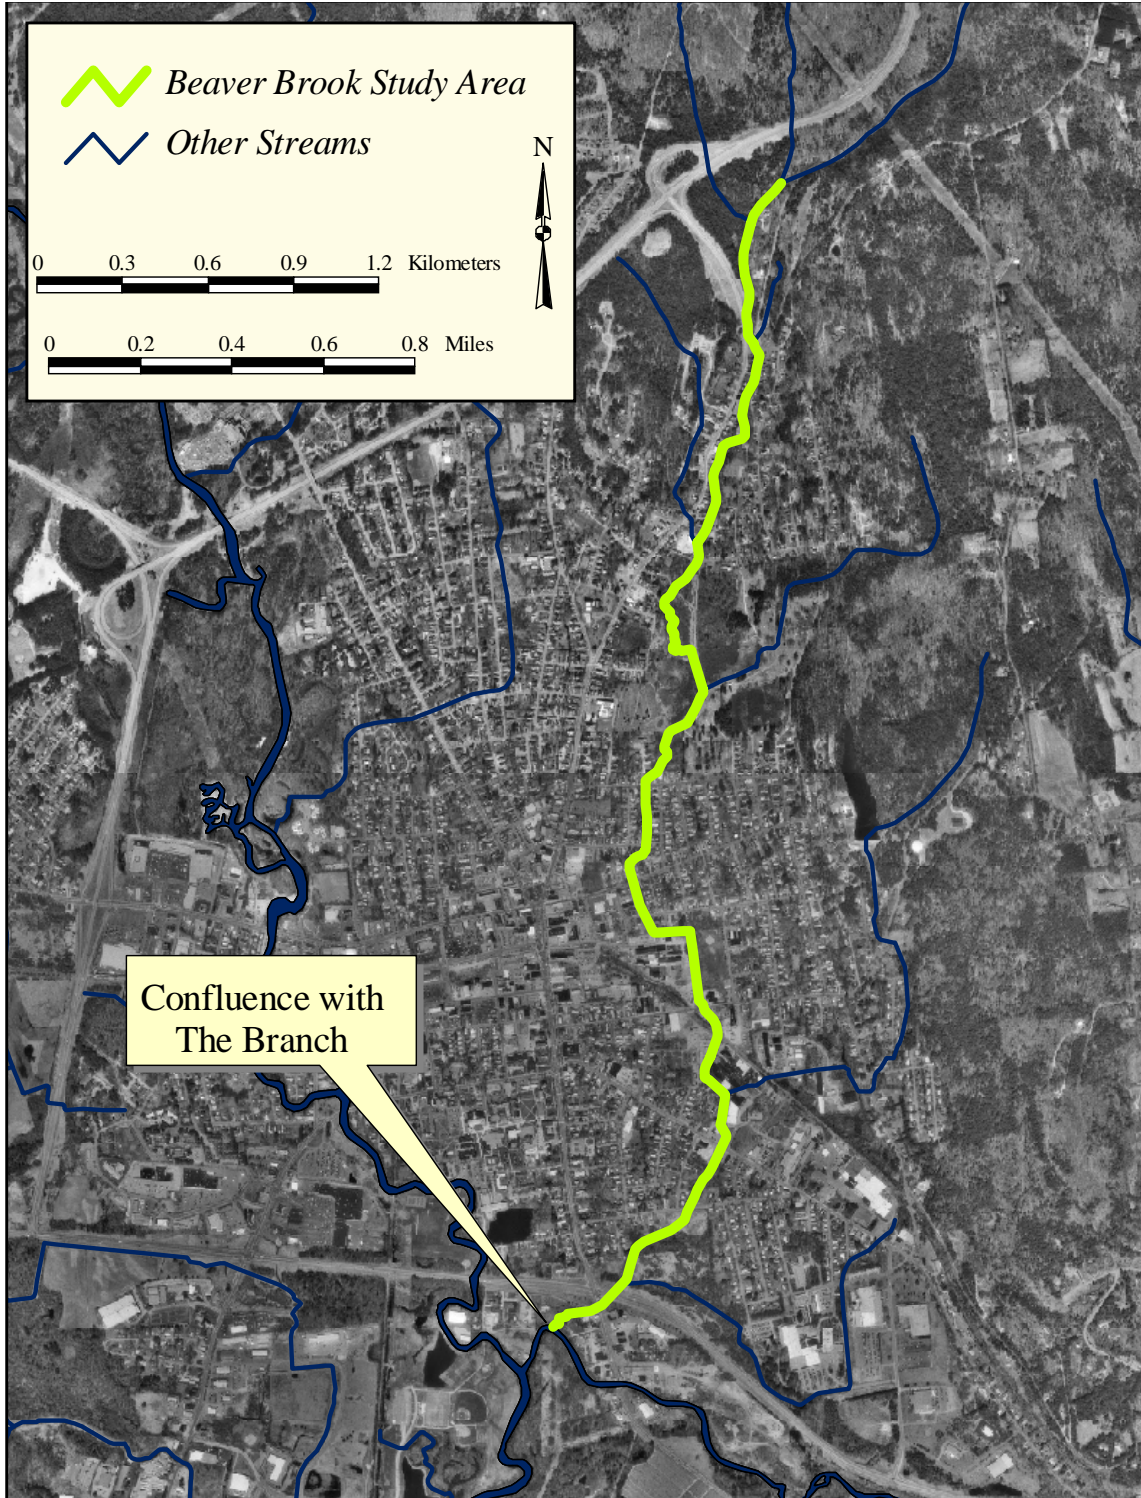 Beaver Brook Study Area
Other Streams
N
0 0.3 0.6 0.9 1.2 Kilometers
0 0.2 0.4 0.6 0.8 Miles
Confluence with
The Branch